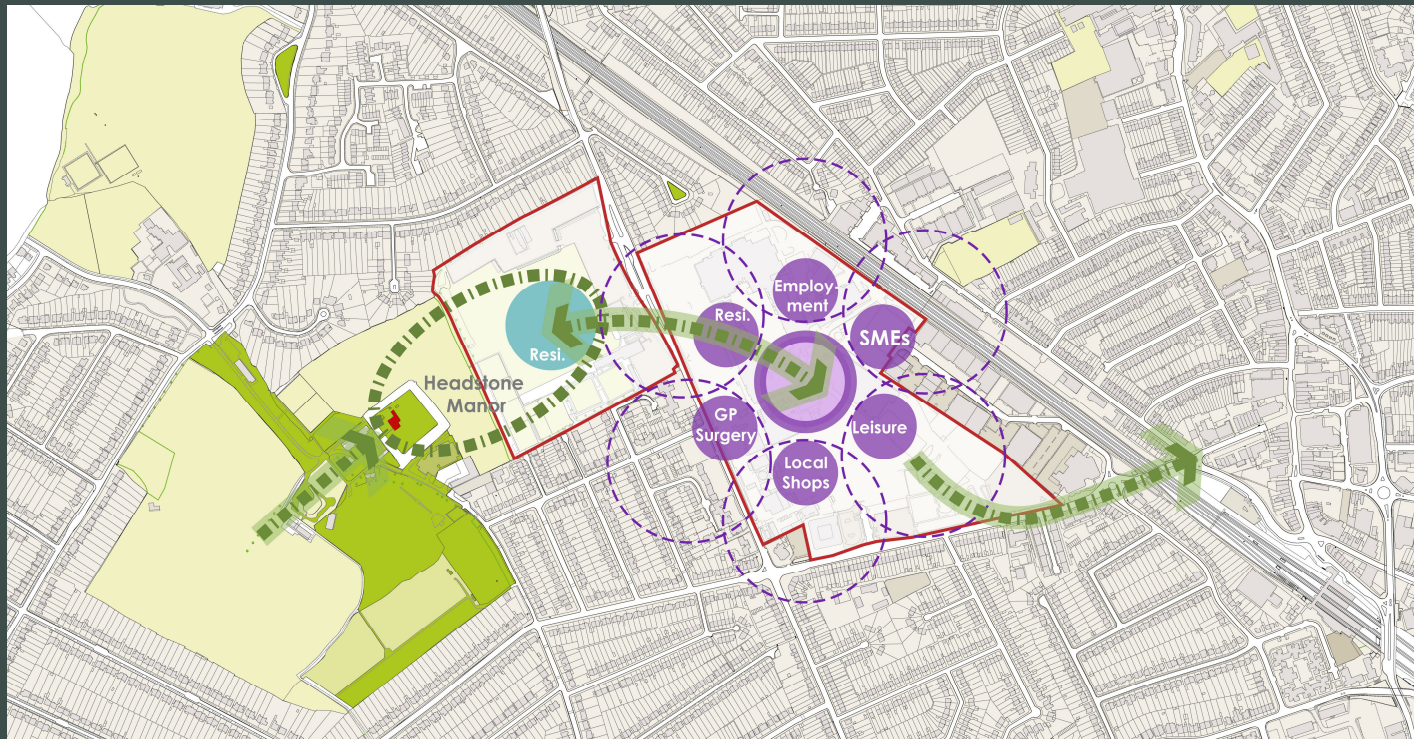 Employ-
ment
Resi.
SMEs
Resi.
Headstone
Manor
GP
Surgery
Leisure
Local
Shops